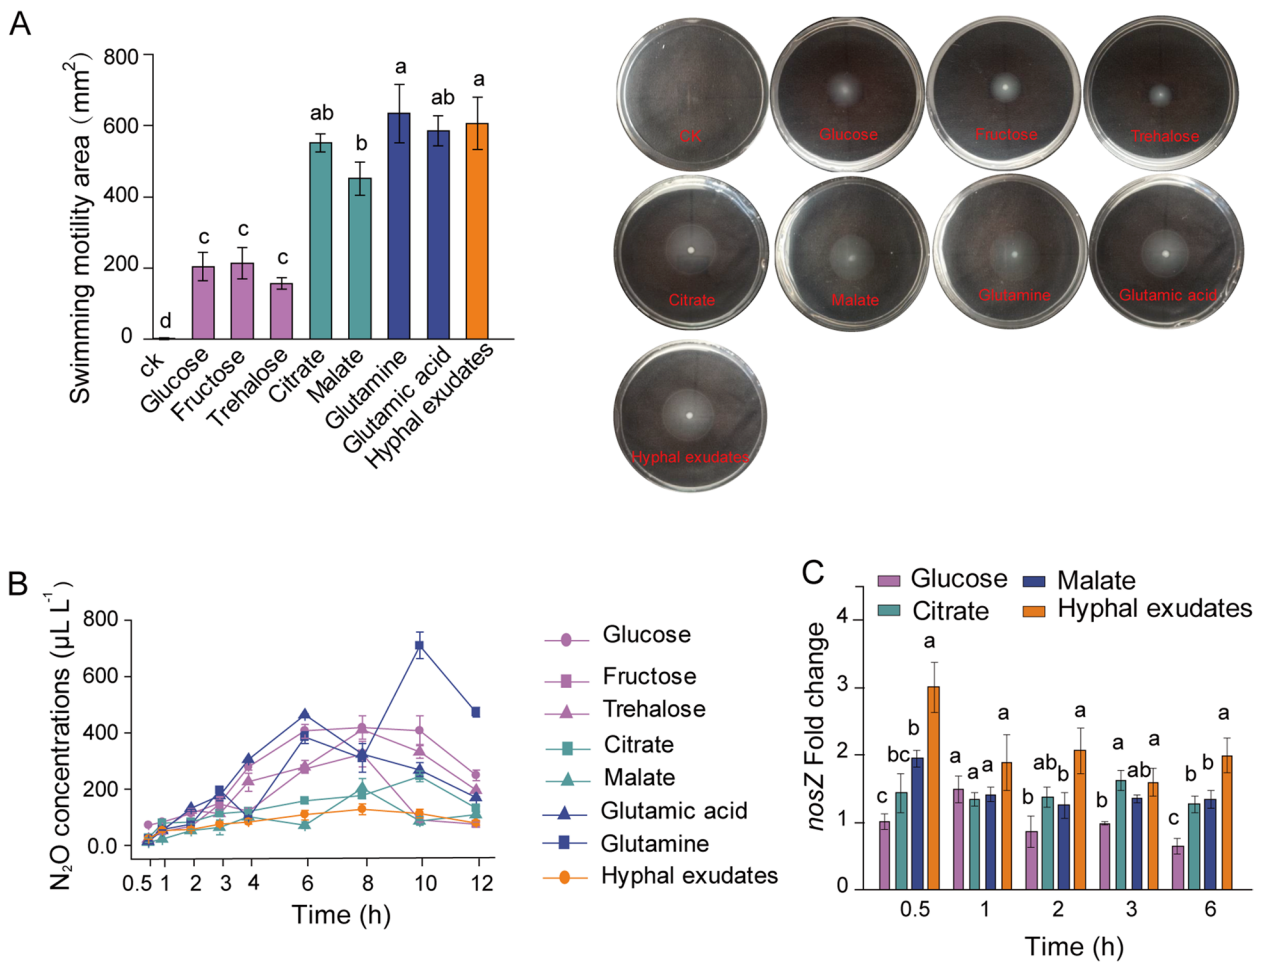 A
Swimming motility area (mm²)
800
600
400
200
0
d
c
c
c
ab
b
a
ab
a
ck
Glucose
Fructose
Trehalose
Citrate
Malate
Glutamine
Glutamic acid
Hyphal exudates
CK
Glucose
Fructose
Trehalose
Citrate
Malate
Glutamine
Glutamic acid
Hyphal exudates
B
N₂O concentrations (µL L⁻¹)
800
600
400
200
0.0
0.5 1 2 3 4 6 8 10 12
Time (h)
Glucose
Fructose
Trehalose
Citrate
Malate
Glutamic acid
Glutamine
Hyphal exudates
C
Glucose
Malate
Citrate
Hyphal exudates
nosZ Fold change
4
3
2
1
0
c bc b a
a a a a
b ab b a
b a ab a
c b b a
0.5 1 2 3 6
Time (h)